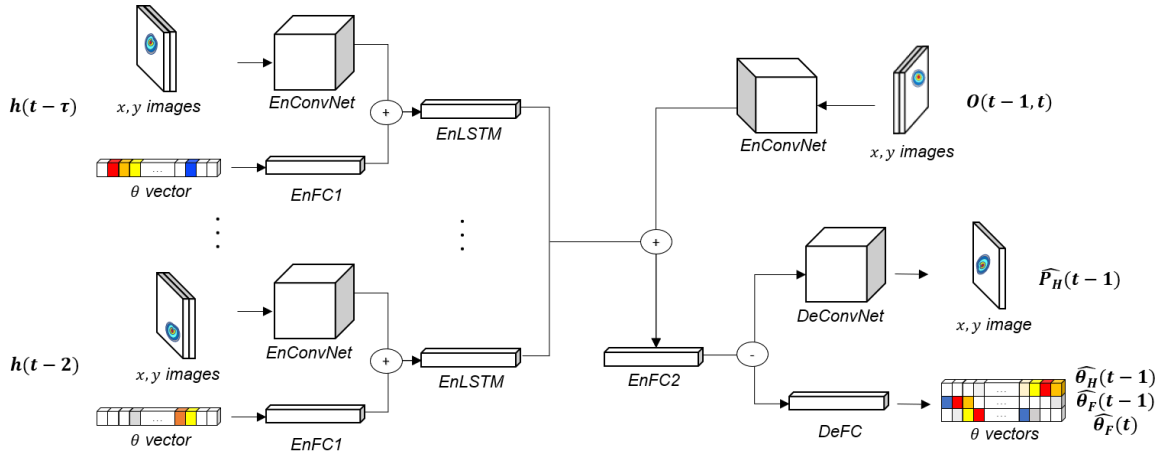 h(t − τ)
x, y images
EnConvNet
+
EnLSTM
...
θ vector
EnFC1
h(t − 2)
x, y images
EnConvNet
+
EnLSTM
...
θ vector
EnFC1
EnConvNet
x, y images
O(t − 1, t)
+
EnFC2
-
DeConvNet
x, y image
P̂_H(t − 1)
DeFC
...
...
...
θ vectors
θ̂_H(t − 1)
θ̂_F(t − 1)
θ̂_F(t)